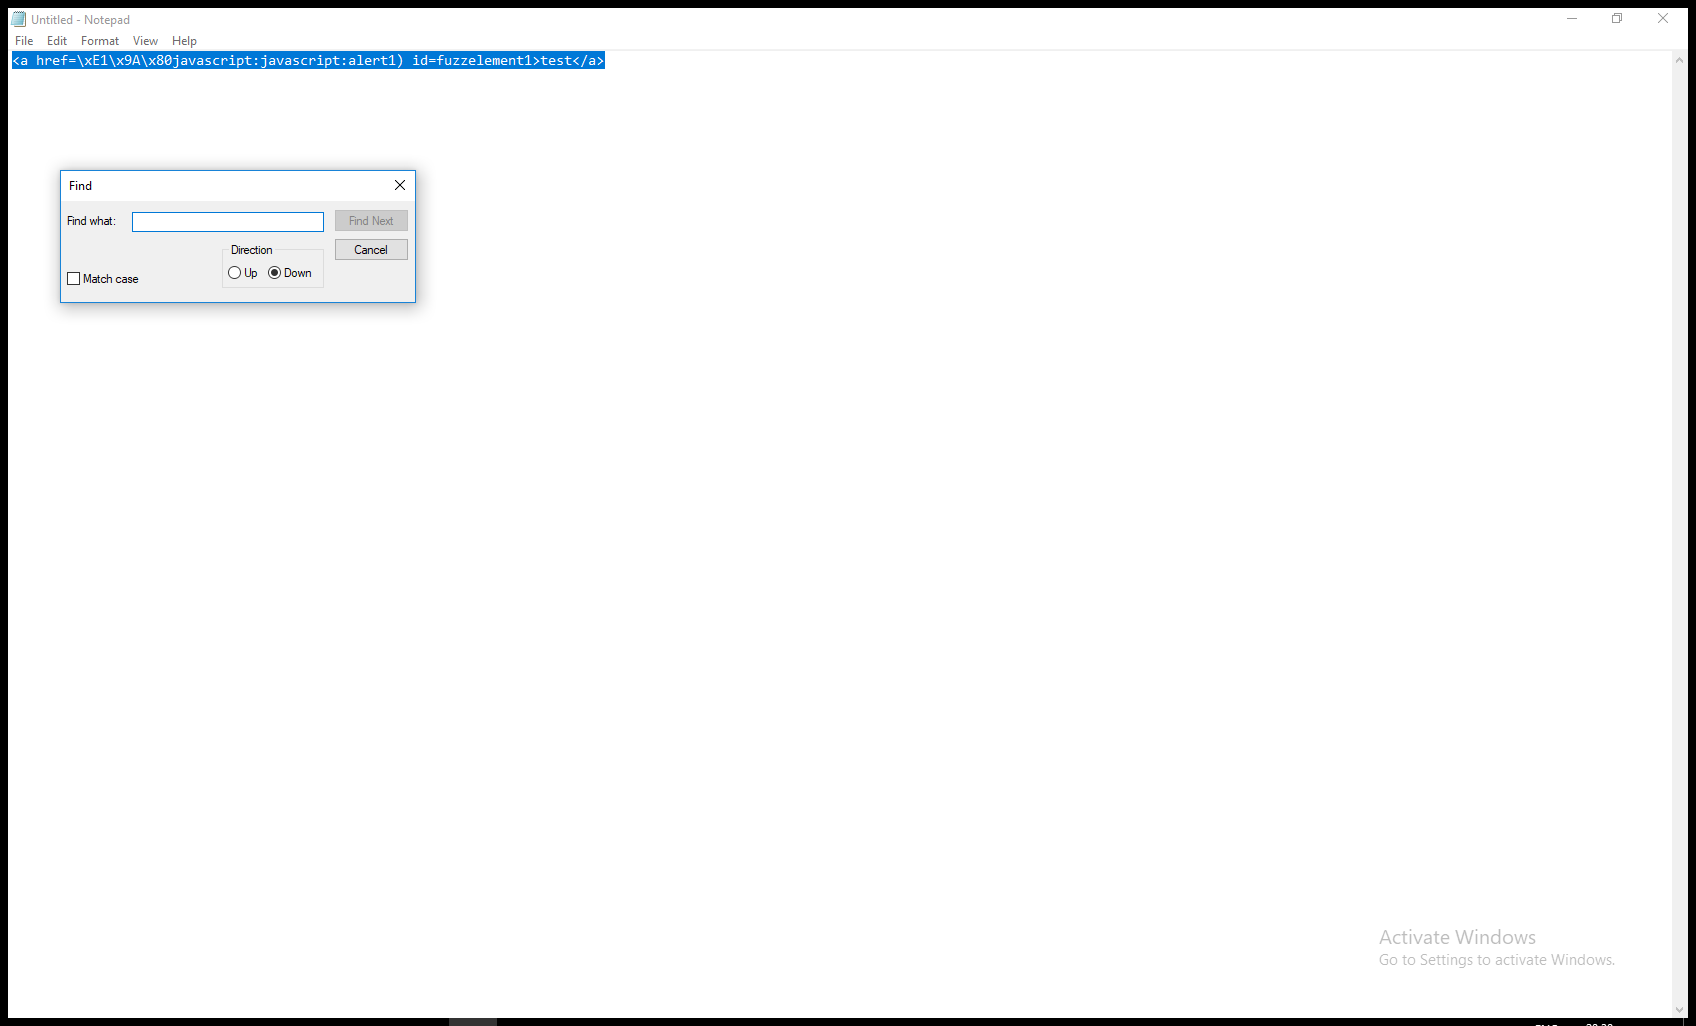 Untitled - Notepad
File Edit Format View Help
<a href=\xE1\x9A\x80javascript:javascript:alert1) id=fuzzelement1>test</a>
Find
Find what:
Find Next
Direction
Cancel
Up Down
Match case
Activate Windows
Go to Settings to activate Windows.